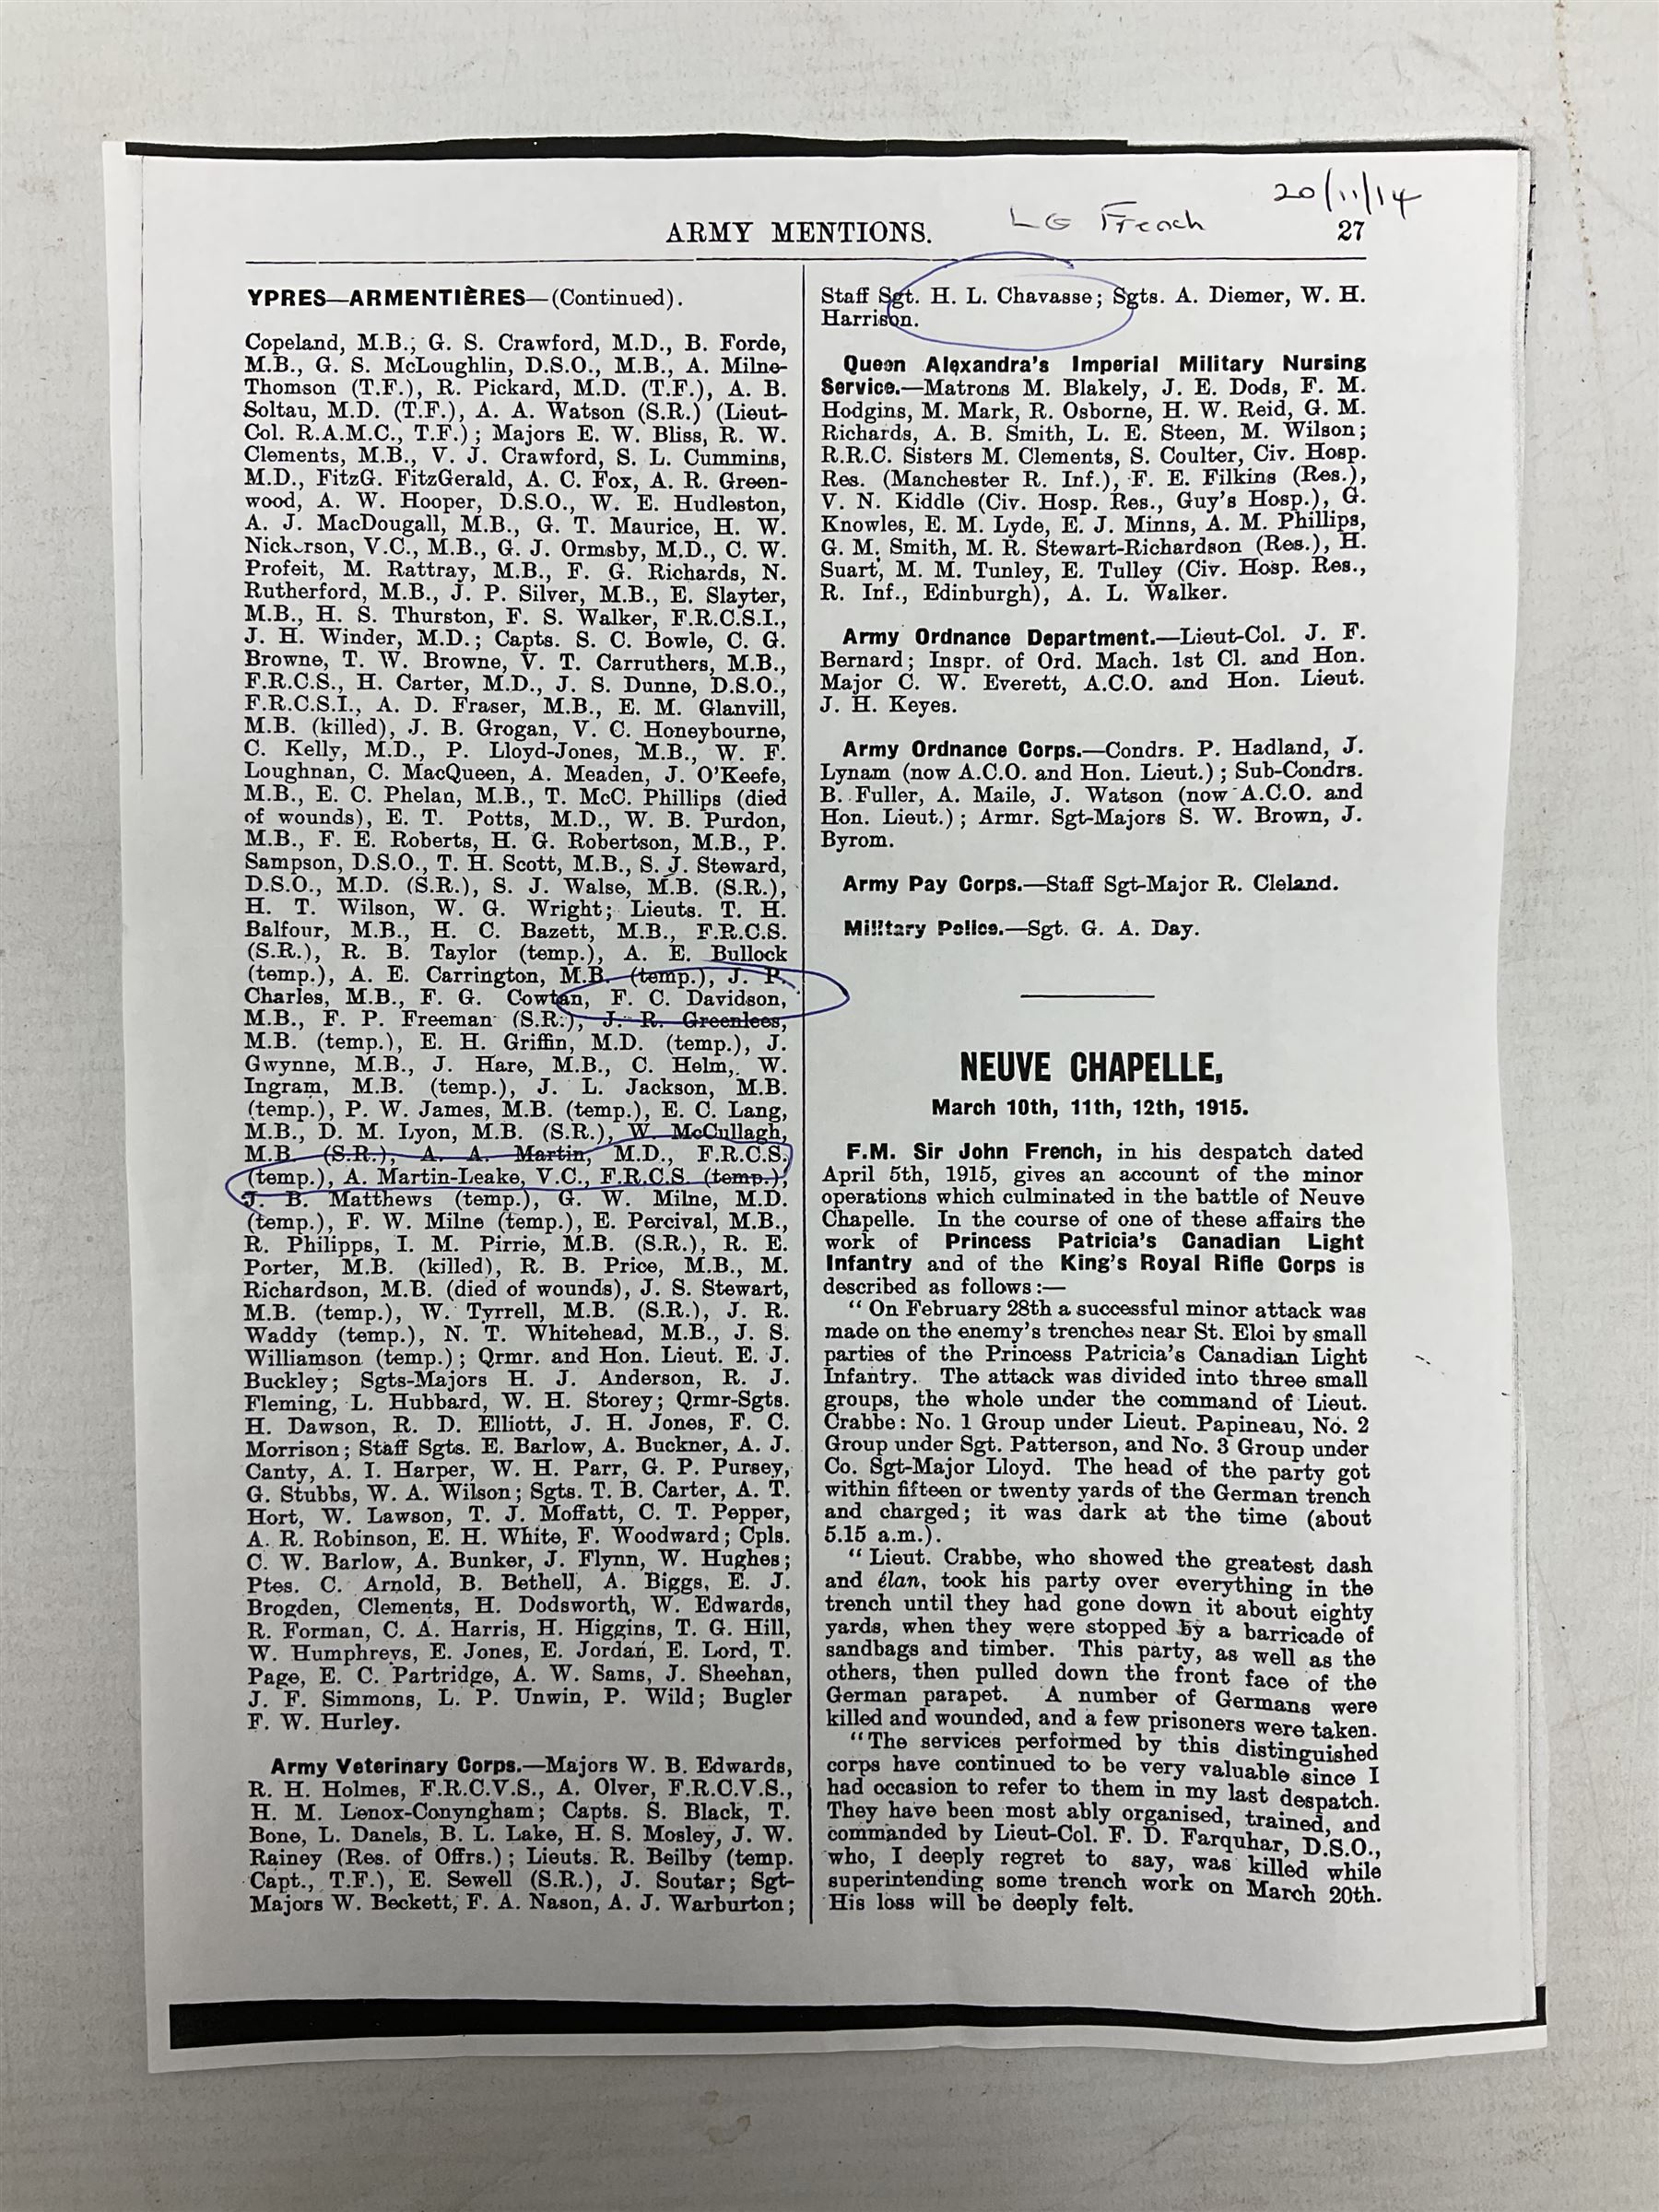 20/11/14
ARMY MENTIONS. LG French 27
YPRES—ARMENTIÈRES—(Continued).
Copeland, M.B.; G. S. Crawford, M.D., B. Forde,
M.B., G. S. McLoughlin, D.S.O., M.B., A. Milne-
Thomson (T.F.), R. Pickard, M.D. (T.F.), A. B.
Soltau, M.D. (T.F.), A. A. Watson (S.R.) (Lieut-
Col. R.A.M.C., T.F.); Majors E. W. Bliss, R. W.
Clements, M.B., V. J. Crawford, S. L. Cummins,
M.D., FitzG. FitzGerald, A. C. Fox, A. R. Green-
wood, A. W. Hooper, D.S.O., W. E. Hudleston,
A. J. MacDougall, M.B., G. T. Maurice, H. W.
Nickerson, V.C., M.B., G. J. Ormsby, M.D., C. W.
Profeit, M. Rattray, M.B., F. G. Richards, N.
Rutherford, M.B., J. P. Silver, M.B., E. Slayter,
M.B., H. S. Thurston, F. S. Walker, F.R.C.S.I.,
J. H. Winder, M.D.; Capts. S. C. Bowle, C. G.
Browne, T. W. Browne, V. T. Carruthers, M.B.,
F.R.C.S., H. Carter, M.D., J. S. Dunne, D.S.O.,
F.R.C.S.I., A. D. Fraser, M.B., E. M. Glanvill,
M.B. (killed), J. B. Grogan, V. C. Honeybourne,
C. Kelly, M.D., P. Lloyd-Jones, M.B., W. F.
Loughnan, C. MacQueen, A. Meaden, J. O'Keefe,
M.B., E. C. Phelan, M.B., T. McC. Phillips (died
of wounds), E. T. Potts, M.D., W. B. Purdon,
M.B., F. E. Roberts, H. G. Robertson, M.B., P.
Sampson, D.S.O., T. H. Scott, M.B., S. J. Steward,
D.S.O., M.D. (S.R.), S. J. Walse, M.B. (S.R.),
H. T. Wilson, W. G. Wright; Lieuts. T. H.
Balfour, M.B., H. C. Bazett, M.B., F.R.C.S.
(S.R.), R. B. Taylor (temp.), A. E. Bullock
(temp.), A. E. Carrington, M.B. (temp.), J. P.
Charles, M.B., F. G. Cowtan, F. C. Davidson,
M.B., F. P. Freeman (S.R.), J. R. Greenlees,
M.B. (temp.), E. H. Griffin, M.D. (temp.), J.
Gwynne, M.B., J. Hare, M.B., C. Helm, W.
Ingram, M.B. (temp.), J. L. Jackson, M.B.
(temp.), P. W. James, M.B. (temp.), E. C. Lang,
M.B., D. M. Lyon, M.B. (S.R.), W. McCullagh,
M.B. (S.R.), A. A. Martin, M.D., F.R.C.S.
(temp.), A. Martin-Leake, V.C., F.R.C.S. (temp.),
J. B. Matthews (temp.), G. W. Milne, M.D.
(temp.), F. W. Milne (temp.), E. Percival, M.B.,
R. Philipps, I. M. Pirrie, M.B. (S.R.), R. E.
Porter, M.B. (killed), R. B. Price, M.B., M.
Richardson, M.B. (died of wounds), J. S. Stewart,
M.B. (temp.), W. Tyrrell, M.B. (S.R.), J. R.
Waddy (temp.), N. T. Whitehead, M.B., J. S.
Williamson (temp.); Qrmr. and Hon. Lieut. E. J.
Buckley; Sgts-Majors H. J. Anderson, R. J.
Fleming, L. Hubbard, W. H. Storey; Qrmr-Sgts.
H. Dawson, R. D. Elliott, J. H. Jones, F. C.
Morrison; Staff Sgts. E. Barlow, A. Buckner, A. J.
Canty, A. I. Harper, W. H. Parr, G. P. Pursey,
G. Stubbs, W. A. Wilson; Sgts. T. B. Carter, A. T.
Hort, W. Lawson, T. J. Moffatt, C. T. Pepper,
A. R. Robinson, E. H. White, F. Woodward; Cpls.
C. W. Barlow, A. Bunker, J. Flynn, W. Hughes;
Ptes. C. Arnold, B. Bethell, A. Biggs, E. J.
Brogden, Clements, H. Dodsworth, W. Edwards,
R. Forman, C. A. Harris, H. Higgins, T. G. Hill,
W. Humphreys, E. Jones, E. Jordan, E. Lord, T.
Page, E. C. Partridge, A. W. Sams, J. Sheehan,
J. F. Simmons, L. P. Unwin, P. Wild; Bugler
F. W. Hurley.
Army Veterinary Corps.—Majors W. B. Edwards,
R. H. Holmes, F.R.C.V.S., A. Olver, F.R.C.V.S.,
H. M. Lenox-Conyngham; Capts. S. Black, T.
Bone, L. Danels, B. L. Lake, H. S. Mosley, J. W.
Rainey (Res. of Offrs.); Lieuts. R. Beilby (temp.
Capt., T.F.), E. Sewell (S.R.), J. Soutar; Sgt-
Majors W. Beckett, F. A. Nason, A. J. Warburton;
Staff Sgt. H. L. Chavasse; Sgts. A. Diemer, W. H.
Harrison.
Queen Alexandra's Imperial Military Nursing
Service.—Matrons M. Blakely, J. E. Dods, F. M.
Hodgins, M. Mark, R. Osborne, H. W. Reid, G. M.
Richards, A. B. Smith, L. E. Steen, M. Wilson;
R.R.C. Sisters M. Clements, S. Coulter, Civ. Hosp.
Res. (Manchester R. Inf.), F. E. Filkins (Res.),
V. N. Kiddle (Civ. Hosp. Res., Guy's Hosp.), G.
Knowles, E. M. Lyde, E. J. Minns, A. M. Phillips,
G. M. Smith, M. R. Stewart-Richardson (Res.), H.
Suart, M. M. Tunley, E. Tulley (Civ. Hosp. Res.,
R. Inf., Edinburgh), A. L. Walker.
Army Ordnance Department.—Lieut-Col. J. F.
Bernard; Inspr. of Ord. Mach. 1st Cl. and Hon.
Major C. W. Everett, A.C.O. and Hon. Lieut.
J. H. Keyes.
Army Ordnance Corps.—Condrs. P. Hadland, J.
Lynam (now A.C.O. and Hon. Lieut.); Sub-Condrs.
B. Fuller, A. Maile, J. Watson (now A.C.O. and
Hon. Lieut.); Armr. Sgt-Majors S. W. Brown, J.
Byrom.
Army Pay Corps.—Staff Sgt-Major R. Cleland.
Military Police.—Sgt. G. A. Day.
NEUVE CHAPELLE,
March 10th, 11th, 12th, 1915.
F.M. Sir John French, in his despatch dated
April 5th, 1915, gives an account of the minor
operations which culminated in the battle of Neuve
Chapelle. In the course of one of these affairs the
work of Princess Patricia's Canadian Light
Infantry and of the King's Royal Rifle Corps is
described as follows:—
"On February 28th a successful minor attack was
made on the enemy's trenches near St. Eloi by small
parties of the Princess Patricia's Canadian Light
Infantry. The attack was divided into three small
groups, the whole under the command of Lieut.
Crabbe: No. 1 Group under Lieut. Papineau, No. 2
Group under Sgt. Patterson, and No. 3 Group under
Co. Sgt-Major Lloyd. The head of the party got
within fifteen or twenty yards of the German trench
and charged; it was dark at the time (about
5.15 a.m.).
"Lieut. Crabbe, who showed the greatest dash
and élan, took his party over everything in the
trench until they had gone down it about eighty
yards, when they were stopped by a barricade of
sandbags and timber. This party, as well as the
others, then pulled down the front face of the
German parapet. A number of Germans were
killed and wounded, and a few prisoners were taken.
"The services performed by this distinguished
corps have continued to be very valuable since I
had occasion to refer to them in my last despatch.
They have been most ably organised, trained, and
commanded by Lieut-Col. F. D. Farquhar, D.S.O.,
who, I deeply regret to say, was killed while
superintending some trench work on March 20th.
His loss will be deeply felt.